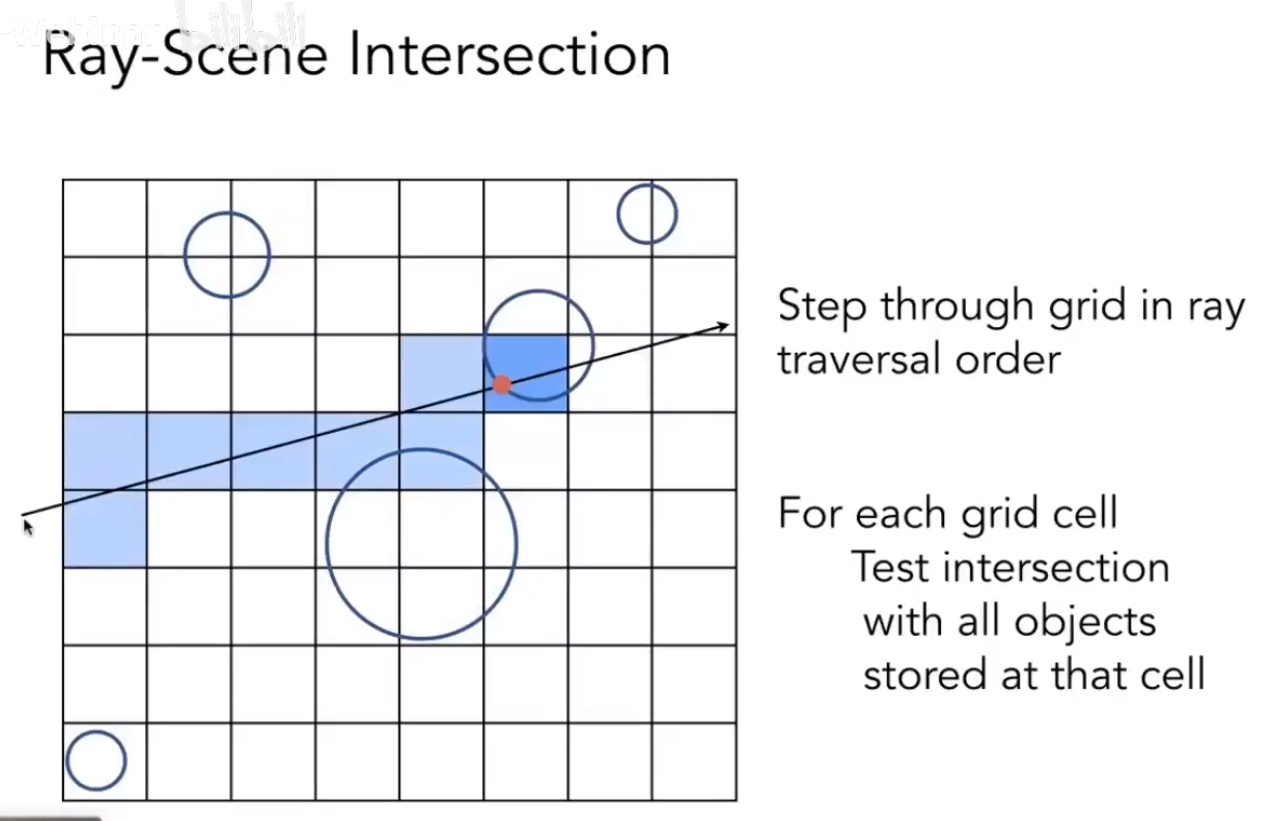 Webinar
Ray-Scene Intersection
Step through grid in ray
traversal order
For each grid cell
Test intersection
with all objects
stored at that cell